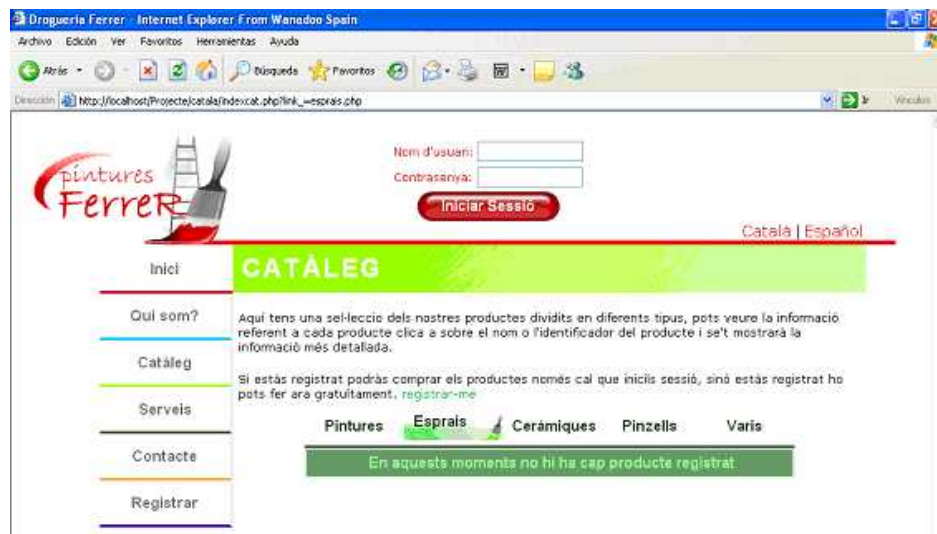 Drogueria Ferrer - Internet Explorer From Wanadoo Spain
Archivo Edición Ver Favoritos Herramientas Ayuda
Atrás Búsqueda Favoritos
Dirección http://localhost/Projecte/catala/indexcat.php?link_=esprais.php Ir Vínculos
pintures
FerreR
Nom d'usuari:
Contrasenya:
Iniciar Sessió
Català | Español
Inici
Qui som?
Catàleg
Serveis
Contacte
Registrar
CATÀLEG
Aquí tens una sel·leccio dels nostres productes dividits en diferents tipus, pots veure la informació
referent a cada producte clica a sobre el nom o l'identificador del producte i se't mostrarà la
informació més detallada.
Si estàs registrat podràs comprar els productes només cal que iniciïs sessió, sinó estàs registrat ho
pots fer ara gratuïtament, registrar-me
Pintures Esprais Ceràmiques Pinzells Varis
En aquests moments no hi ha cap producte registrat